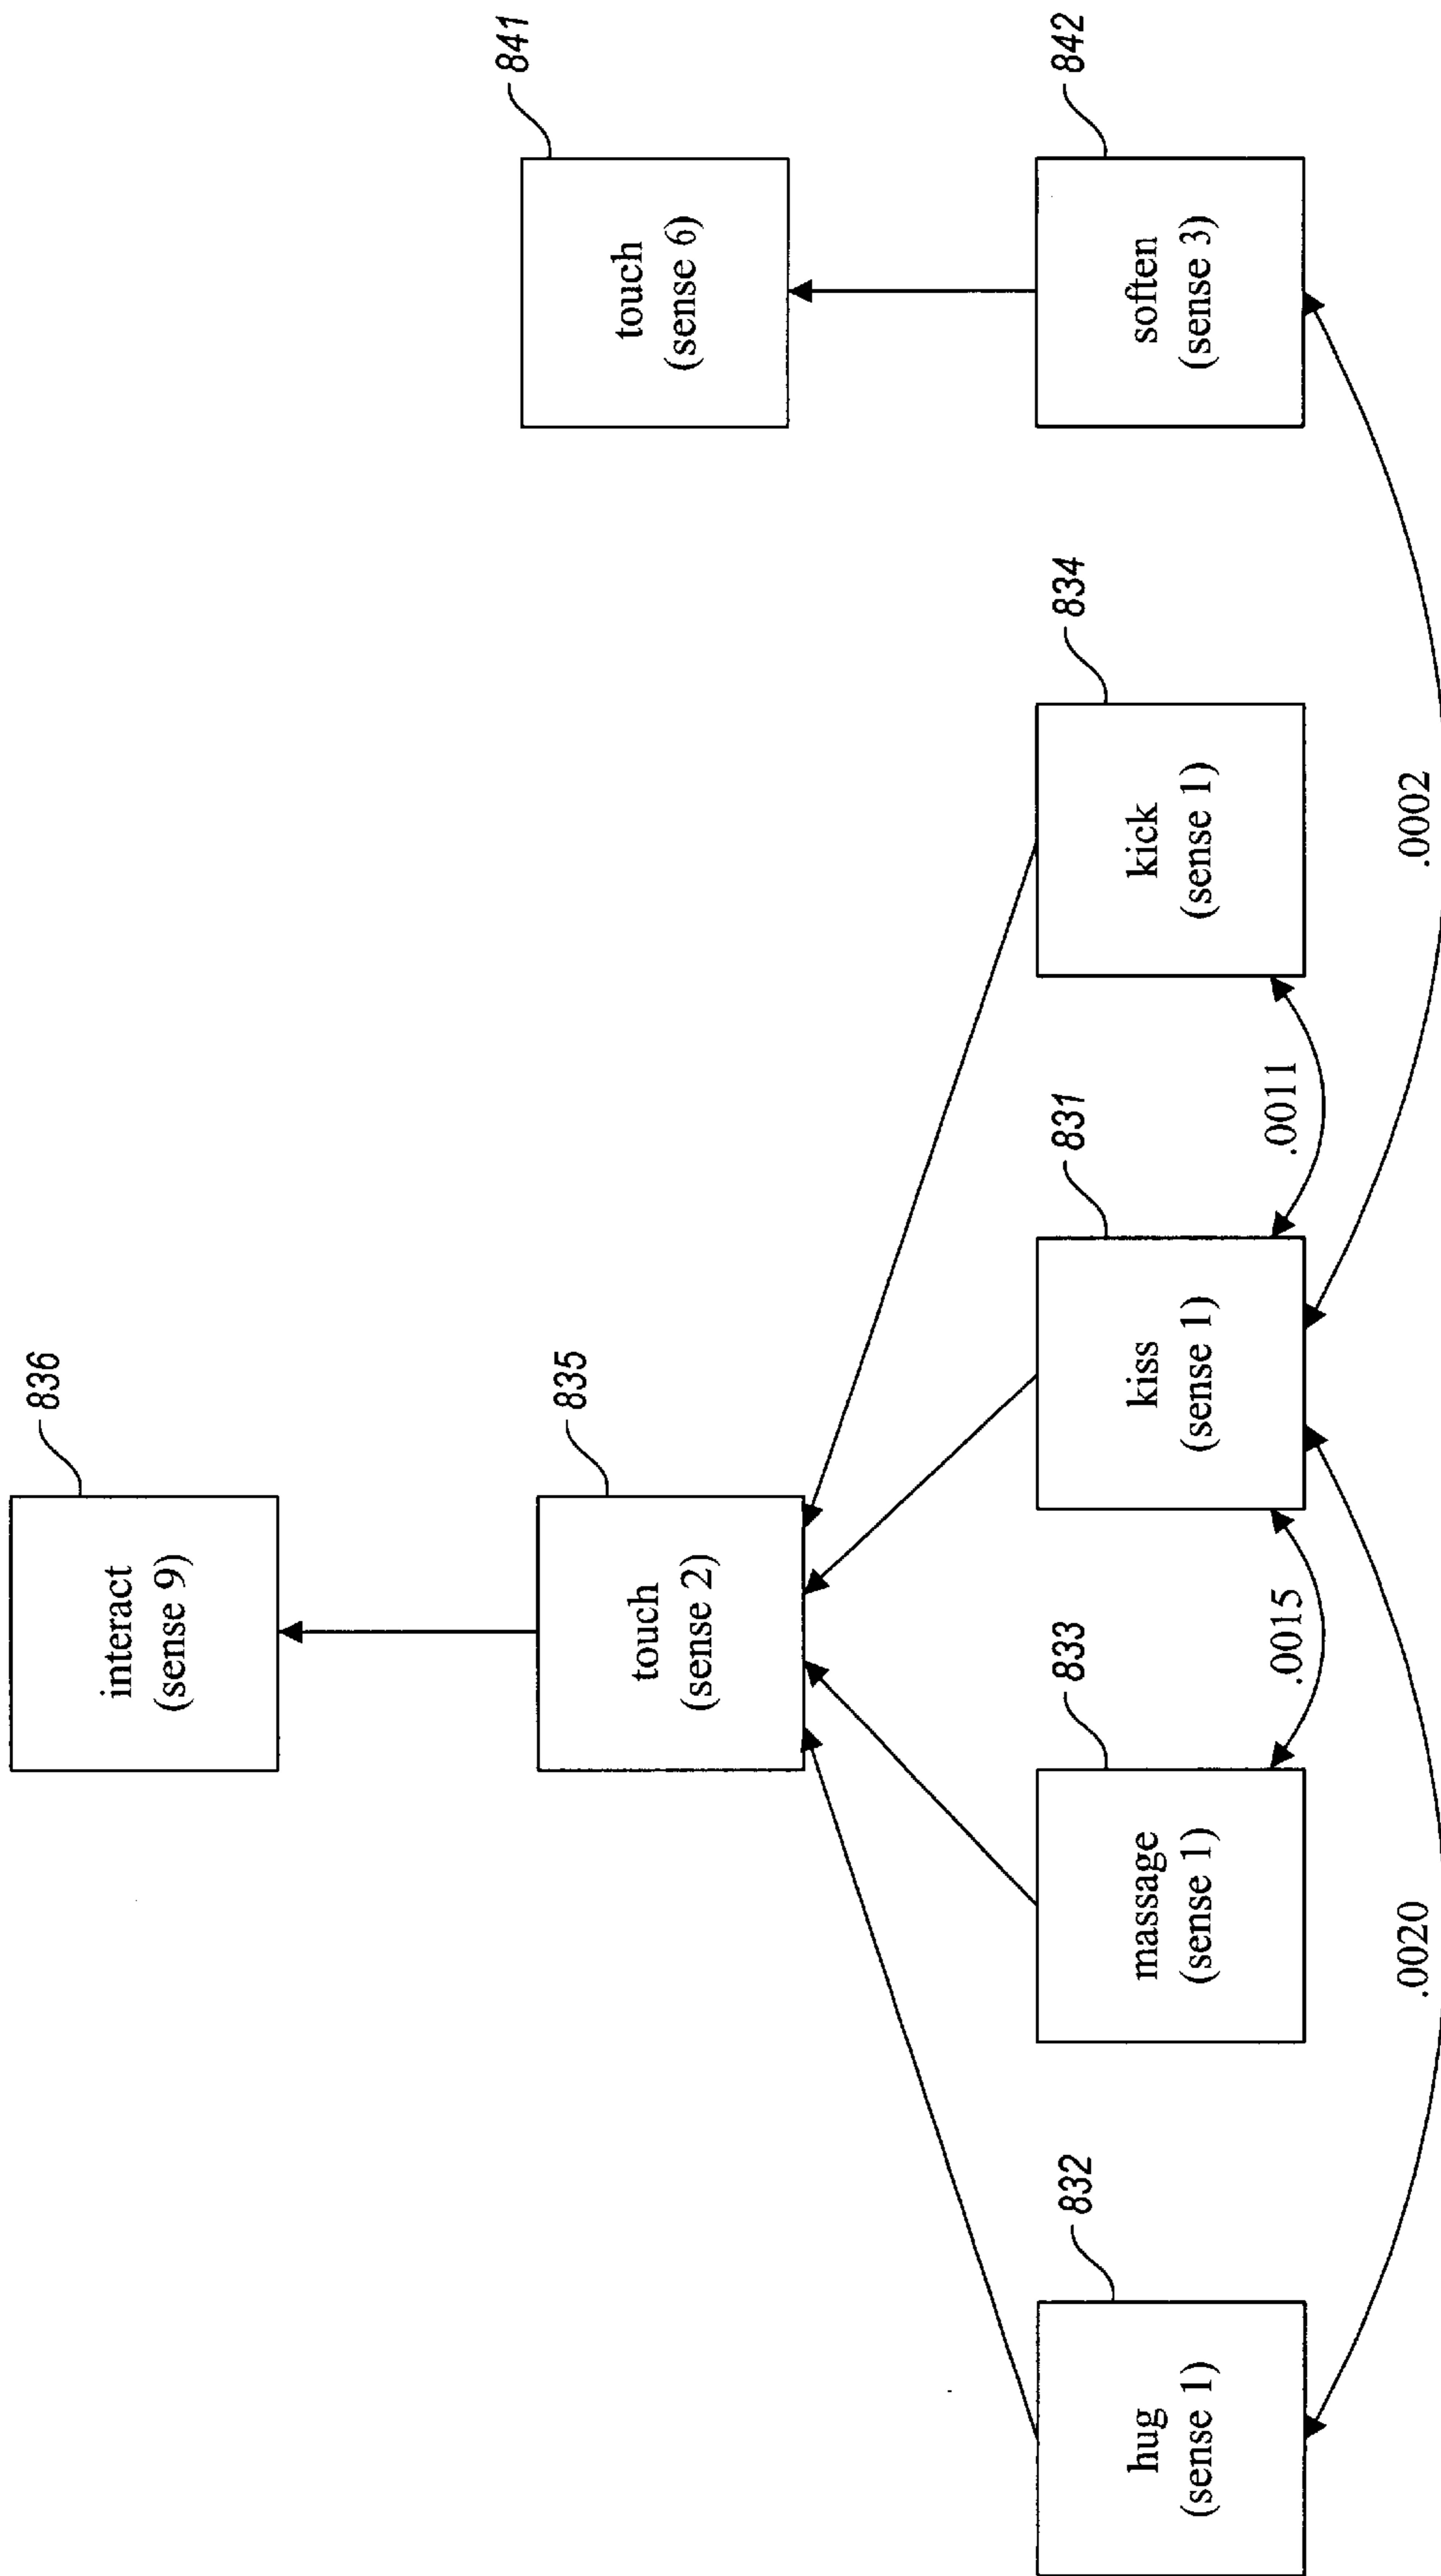 836
interact
(sense 9)
835
touch
(sense 2)
841
touch
(sense 6)
832
hug
(sense 1)
833
massage
(sense 1)
831
kiss
(sense 1)
834
kick
(sense 1)
842
soften
(sense 3)
.0015
.0011
.0020
.0002